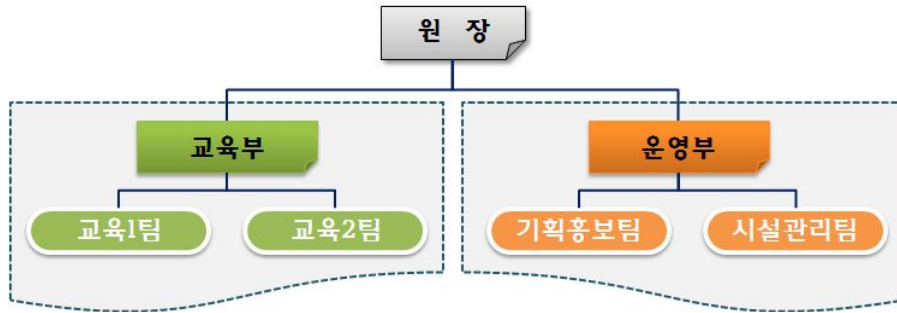 원 장
교육부
운영부
교육1팀
교육2팀
기획홍보팀
시설관리팀